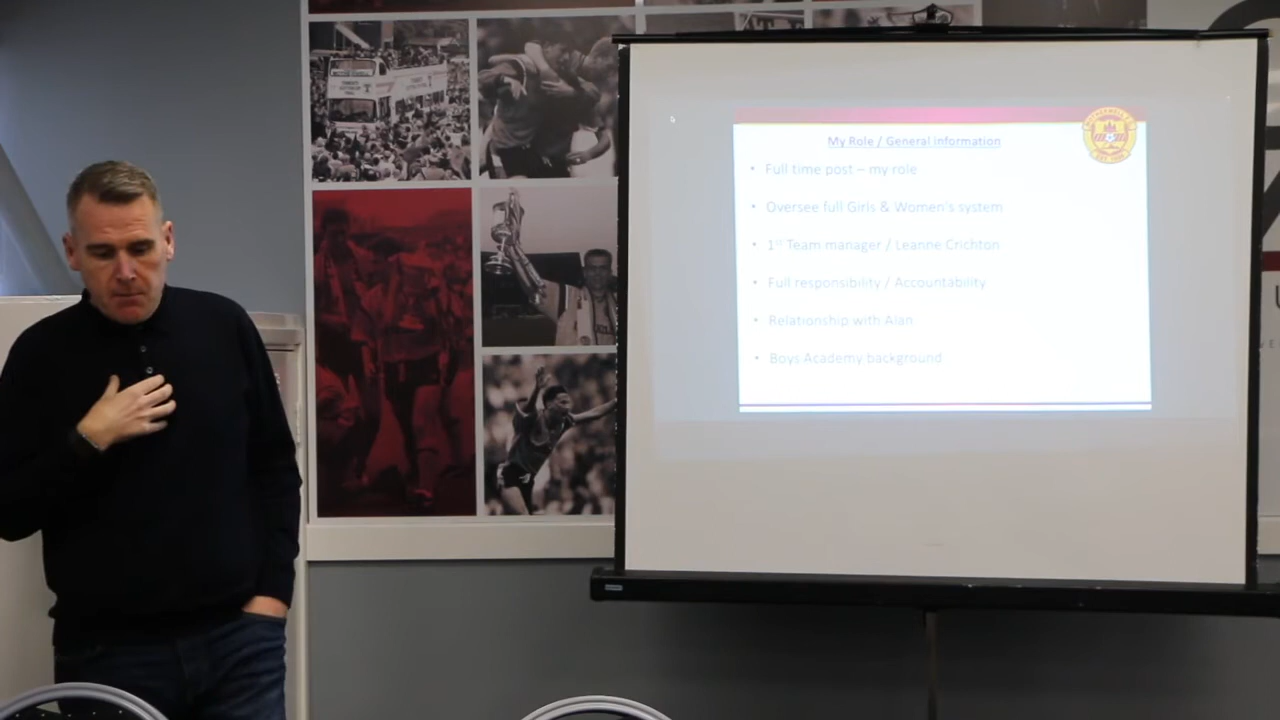 My Role / General information
• Full time post – my role
• Oversee full Girls & Women's system
• 1st Team manager / Leanne Crichton
• Full responsibility / Accountability
• Relationship with Alan
• Boys Academy background